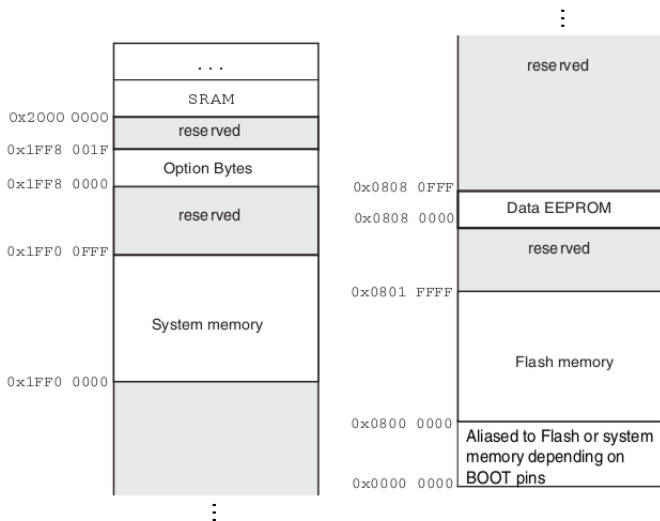 ...
SRAM
0x2000 0000
reserved
0x1FF8 001F
Option Bytes
0x1FF8 0000
reserved
0x1FF0 0FFF
System memory
0x1FF0 0000
reserved
0x0808 0FFF
Data EEPROM
0x0808 0000
reserved
0x0801 FFFF
Flash memory
0x0800 0000
Aliased to Flash or system
memory depending on
BOOT pins
0x0000 0000